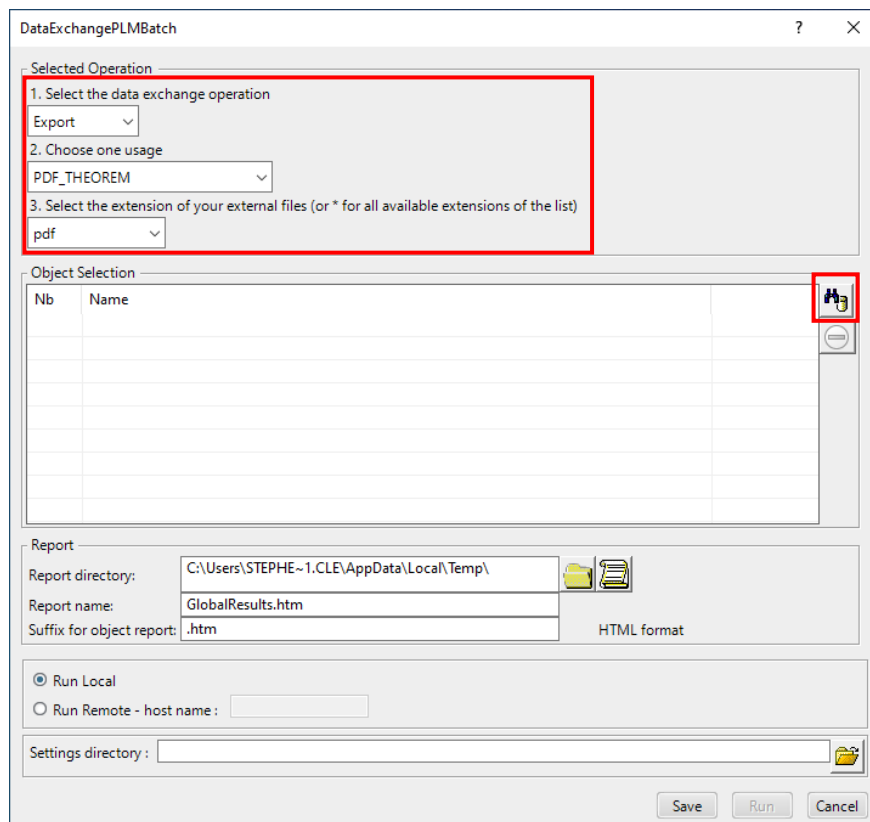 DataExchangePLMBatch ?
Selected Operation
1. Select the data exchange operation
Export
2. Choose one usage
PDF_THEOREM
3. Select the extension of your external files (or * for all available extensions of the list)
pdf
Object Selection
Nb Name
Report
Report directory: C:\Users\STEPHE~1.CLE\AppData\Local\Temp\
Report name: GlobalResults.htm
Suffix for object report: .htm HTML format
Run Local
Run Remote - host name :
Settings directory :
Save Run Cancel